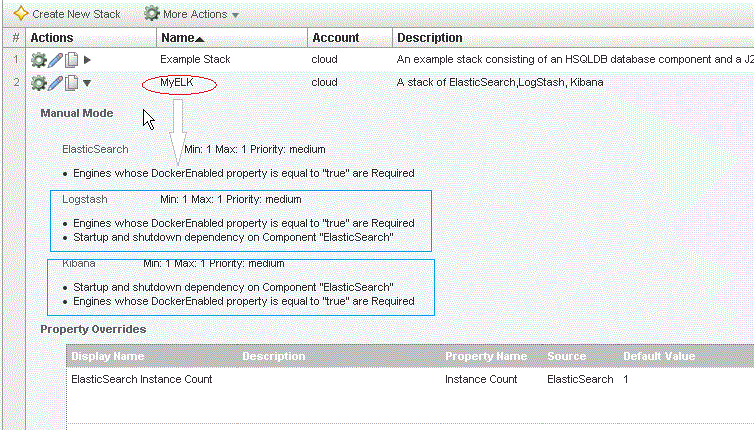 Create New Stack More Actions
# Actions Name Account Description
1 Example Stack cloud An example stack consisting of an HSQLDB database component and a J2
2 MyELK cloud A stack of ElasticSearch,LogStash, Kibana
Manual Mode
ElasticSearch Min: 1 Max: 1 Priority: medium
• Engines whose DockerEnabled property is equal to "true" are Required
Logstash Min: 1 Max: 1 Priority: medium
• Engines whose DockerEnabled property is equal to "true" are Required
• Startup and shutdown dependency on Component "ElasticSearch"
Kibana Min: 1 Max: 1 Priority: medium
• Startup and shutdown dependency on Component "ElasticSearch"
• Engines whose DockerEnabled property is equal to "true" are Required
Property Overrides
Display Name Description Property Name Source Default Value
ElasticSearch Instance Count Instance Count ElasticSearch 1